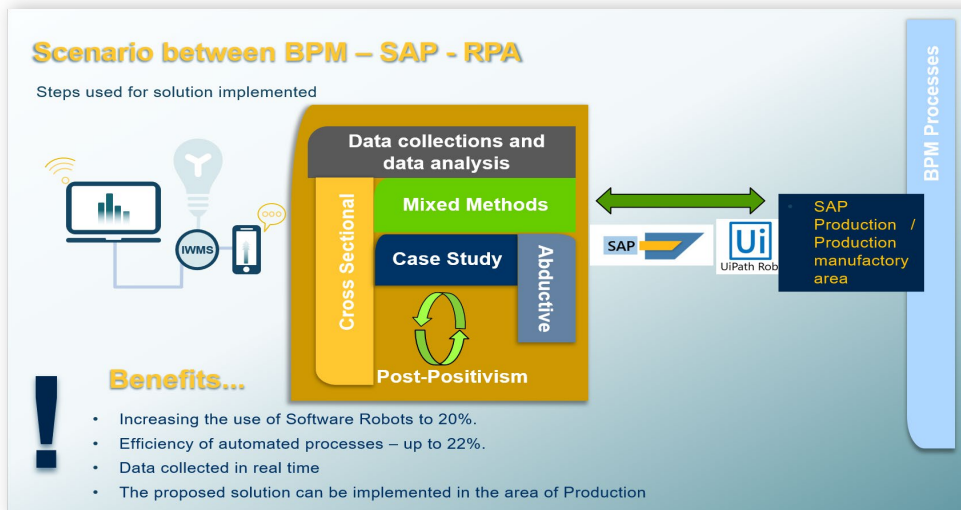 Scenario between BPM – SAP - RPA
Steps used for solution implemented
IWMS
Data collections and
data analysis
Cross Sectional
Mixed Methods
Case Study
Abductive
Post-Positivism
SAP
Ui
UiPath Rob
• SAP
Production /
Production
manufactory
area
BPM Processes
!
Benefits...
• Increasing the use of Software Robots to 20%.
• Efficiency of automated processes – up to 22%.
• Data collected in real time
• The proposed solution can be implemented in the area of Production